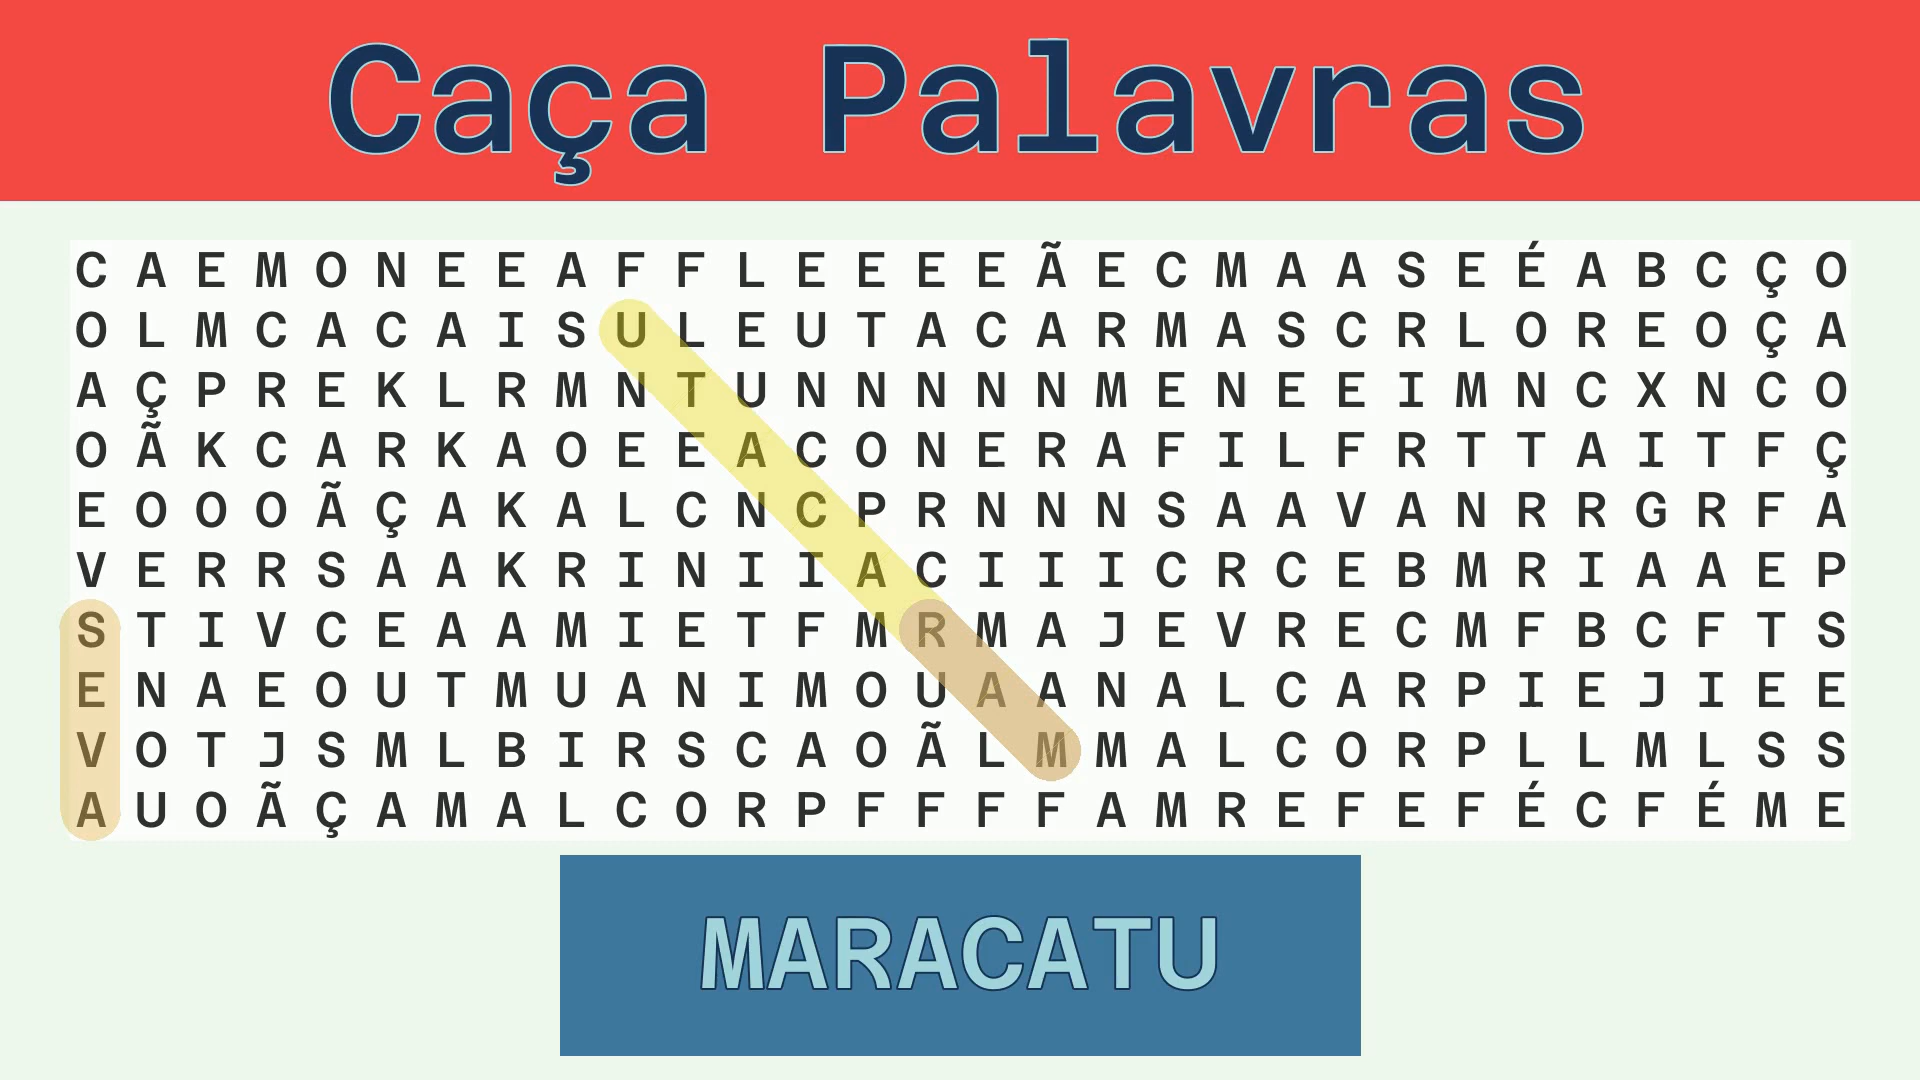 Caça Palavras
C A E M O N E E A F F L E E E E Ã E C M A A S E É A B C Ç O
O L M C A C A I S U L E U T A C A R M A S C R L O R E O Ç A
A Ç P R E K L R M N T U N N N N N M E N E E I M N C X N C O
O Ã K C A R K A O E E A C O N E R A F I L F R T T A I T F Ç
E O O O Ã Ç A K A L C N C P R N N N S A A V A N R R G R F A
V E R R S A A K R I N I I A C I I I C R C E B M R I A A E P
S T I V C E A A M I E T F M R M A J E V R E C M F B C F T S
E N A E O U T M U A N I M O U A A N A L C A R P I E J I E E
V O T J S M L B I R S C A O Ã L M M A L C O R P L L M L S S
A U O Ã Ç A M A L C O R P F F F F A M R E F E F É C F É M E
MARACATU